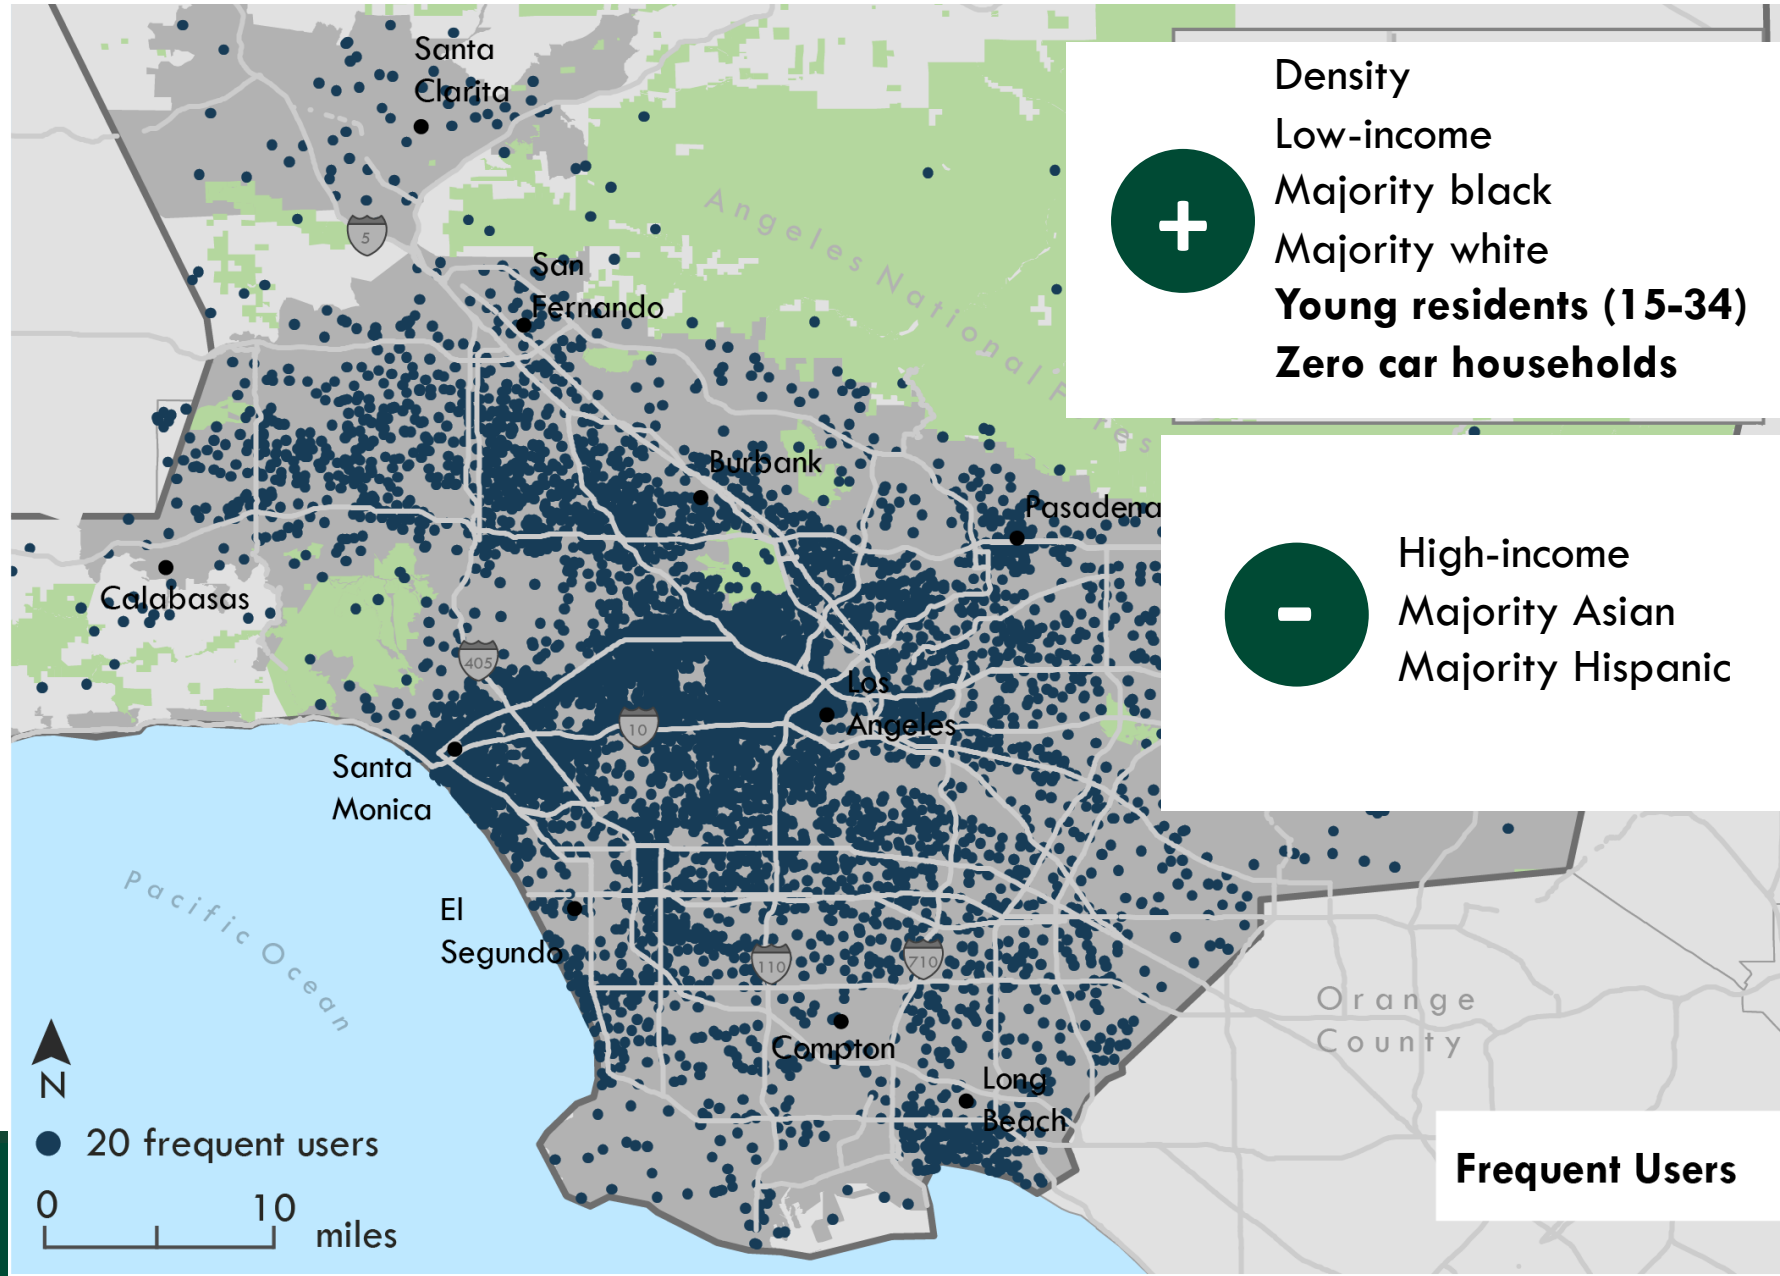 Santa
Clarita
5
San
Fernando
Angeles National Fores
Density
Low-income
Majority black
Majority white
Young residents (15-34)
Zero car households
+
Burbank
Pasadena
Calabasas
405
High-income
Majority Asian
Majority Hispanic
-
Los
Angeles
10
Santa
Monica
Pacific Ocean
El
Segundo
110
710
Orange
County
Compton
Long
Beach
N
20 frequent users
0 10
miles
Frequent Users